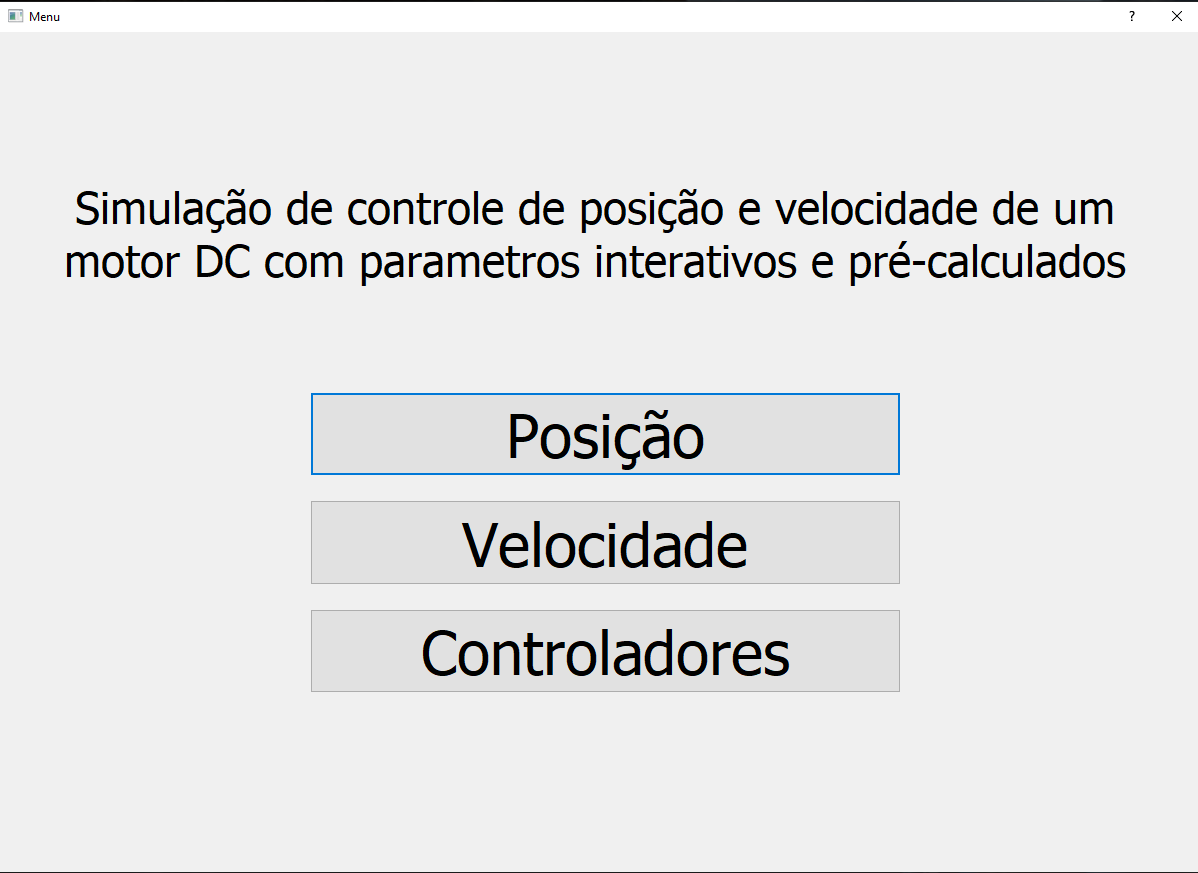 Menu
?
Simulação de controle de posição e velocidade de um
motor DC com parametros interativos e pré-calculados
Posição
Velocidade
Controladores